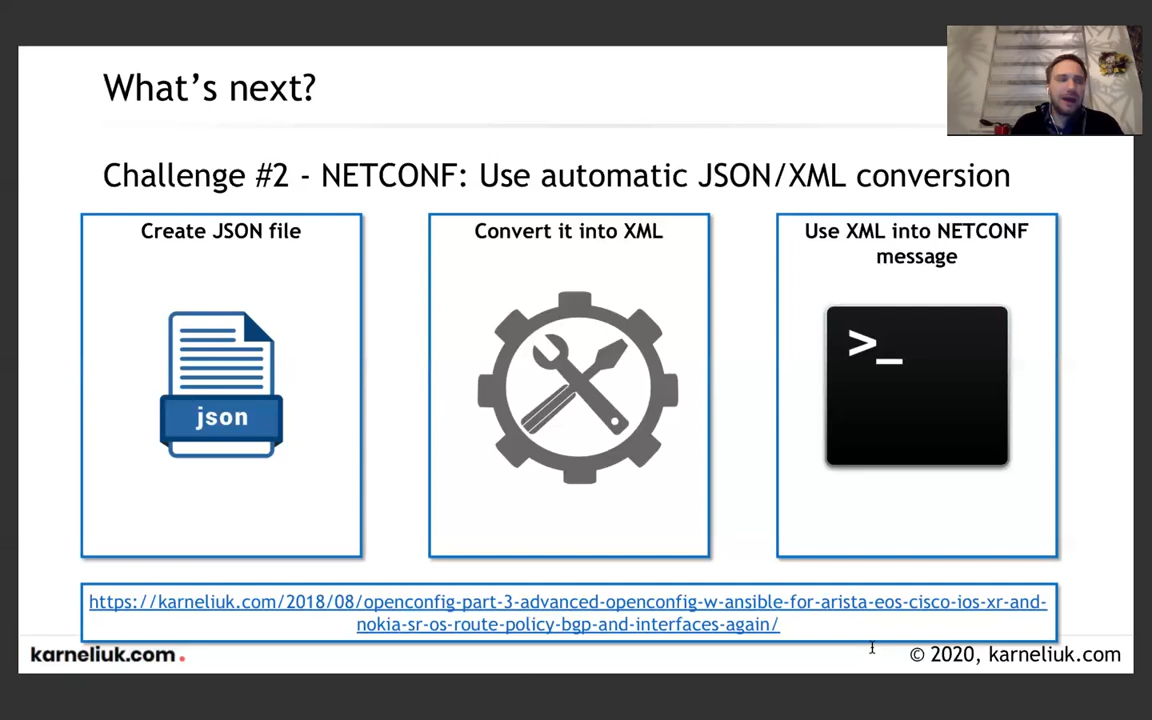 What's next?
Challenge #2 - NETCONF: Use automatic JSON/XML conversion
Create JSON file
json
Convert it into XML
Use XML into NETCONF
message
>_
https://karneliuk.com/2018/08/openconfig-part-3-advanced-openconfig-w-ansible-for-arista-eos-cisco-ios-xr-and-
nokia-sr-os-route-policy-bgp-and-interfaces-again/
karneliuk.com.
© 2020, karneliuk.com